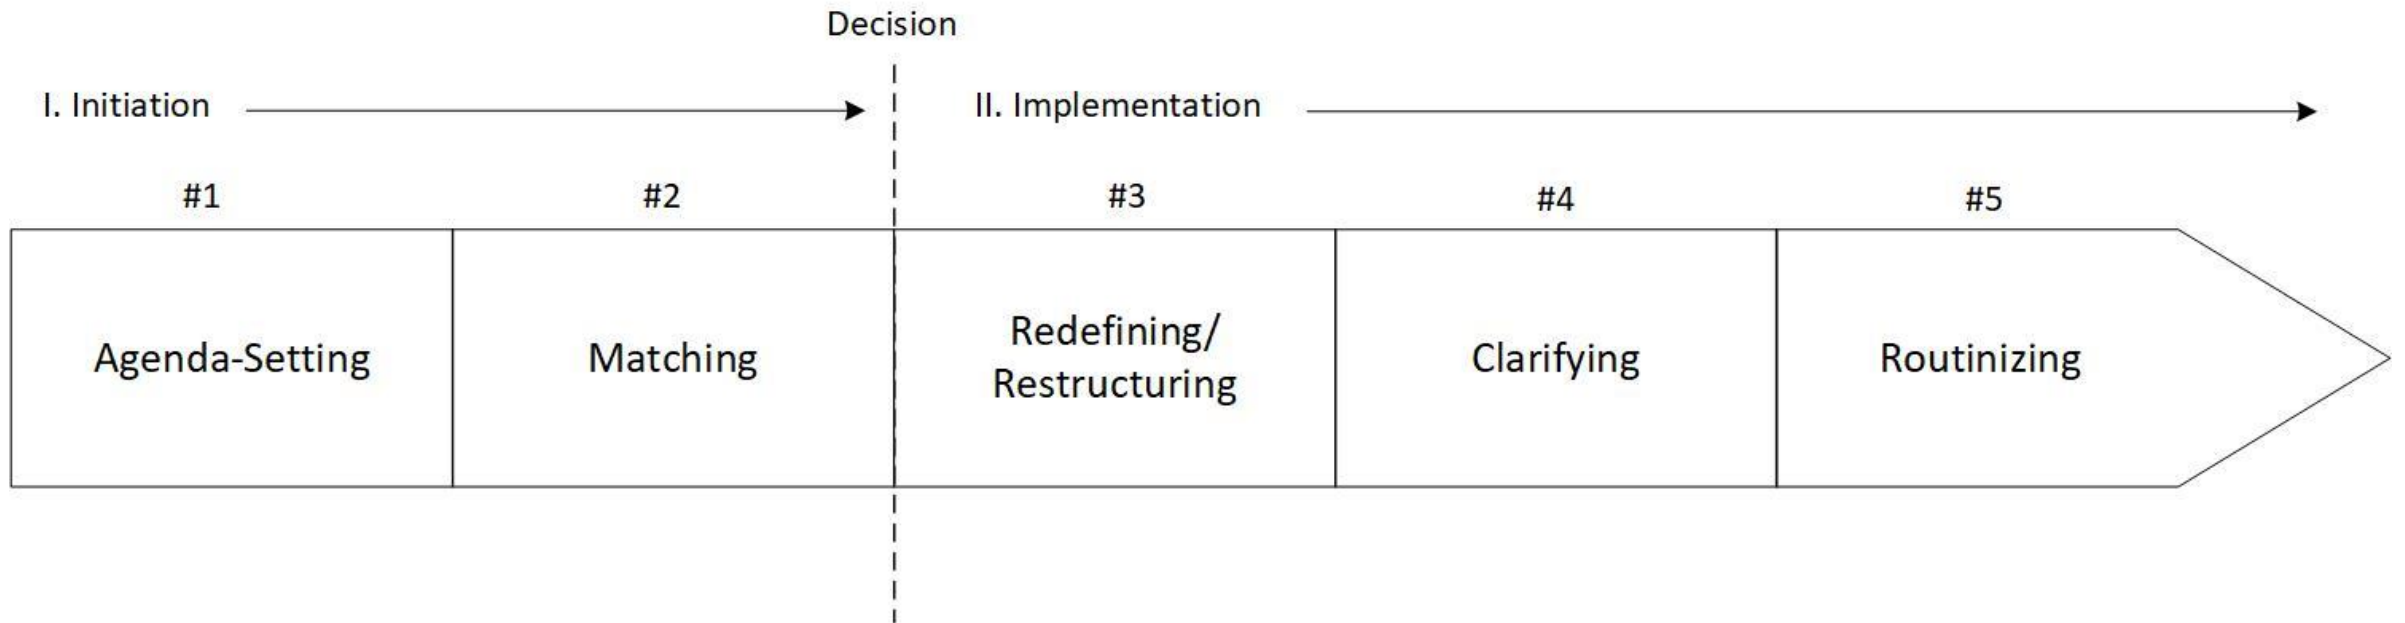 Decision
I. Initiation
II. Implementation
#1
#2
#3
#4
#5
Agenda-Setting
Matching
Redefining/
Restructuring
Clarifying
Routinizing